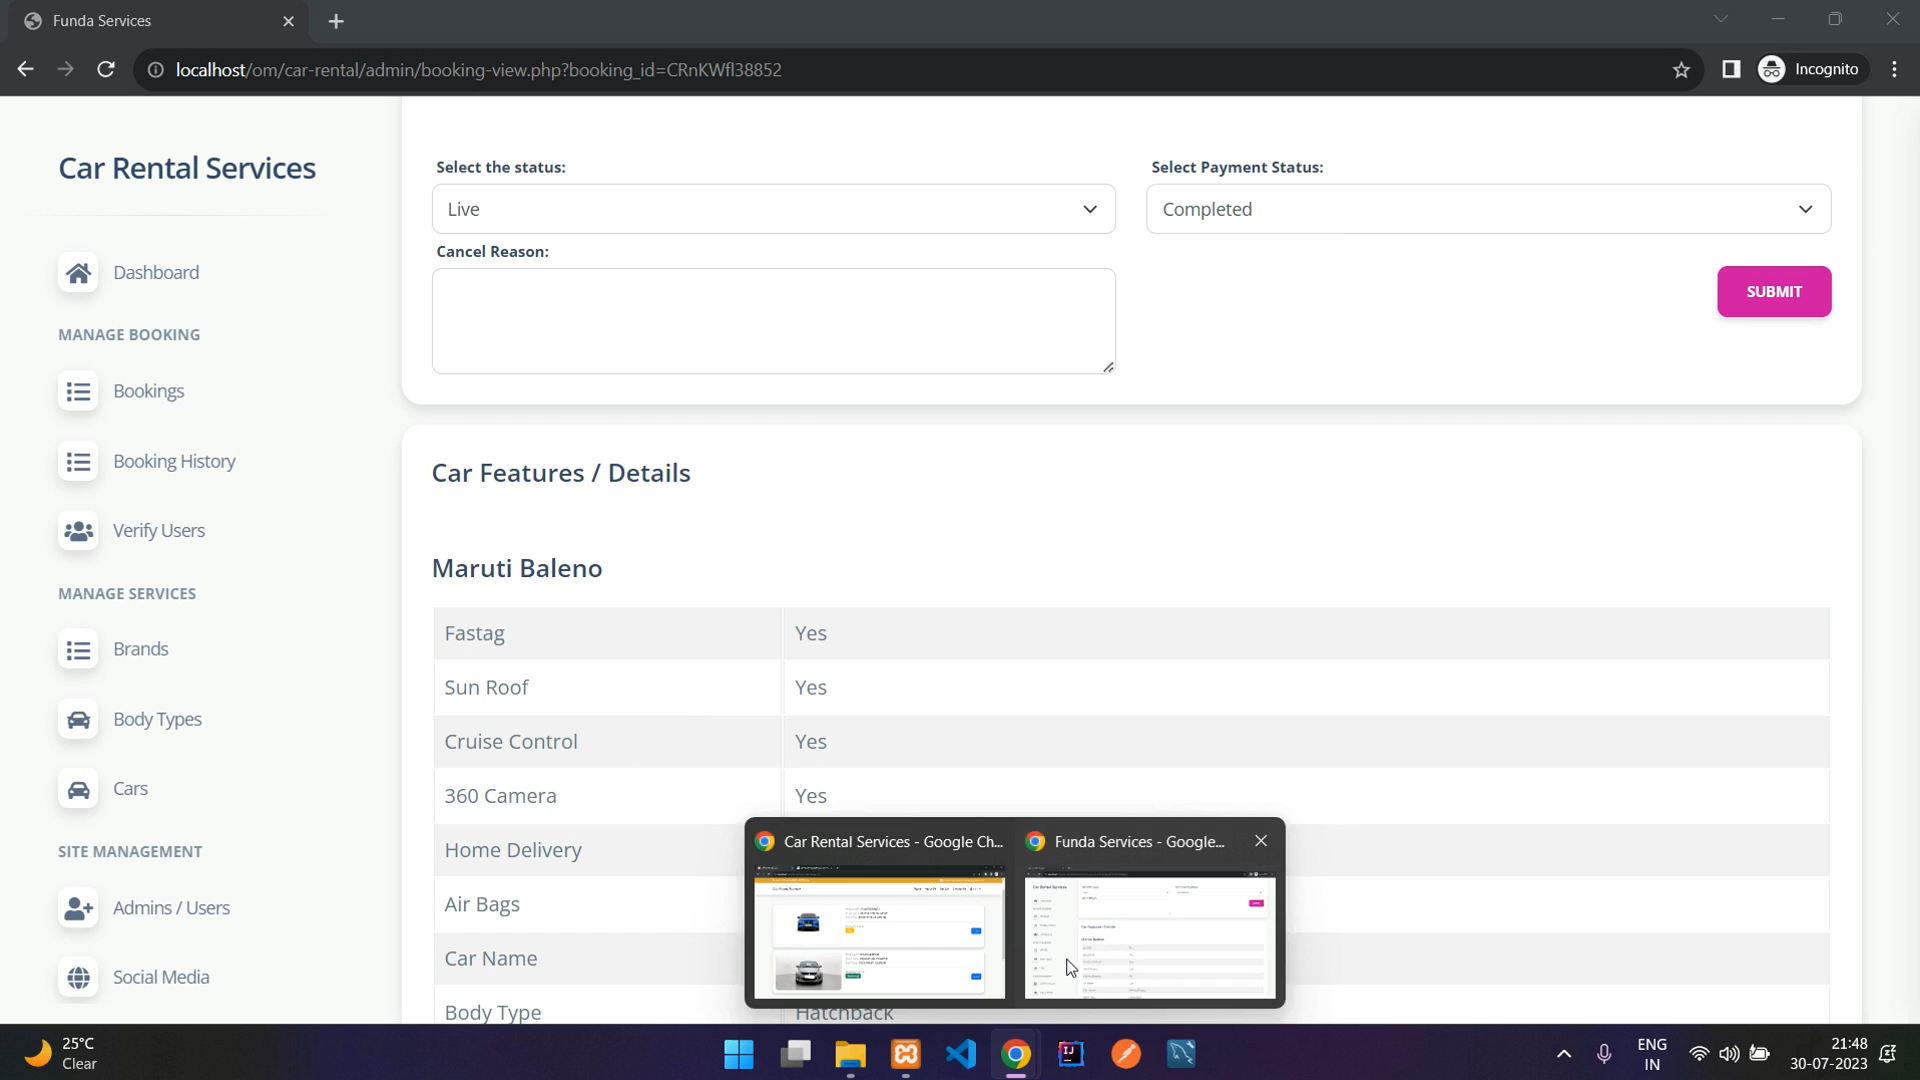 Funda Services
localhost/om/car-rental/admin/booking-view.php?booking_id=CRnKWfl38852
Incognito
Car Rental Services
Dashboard
MANAGE BOOKING
Bookings
Booking History
Verify Users
MANAGE SERVICES
Brands
Body Types
Cars
SITE MANAGEMENT
Admins / Users
Social Media
Select the status:
Live
Select Payment Status:
Completed
Cancel Reason:
SUBMIT
Car Features / Details
Maruti Baleno
Fastag Yes
Sun Roof Yes
Cruise Control Yes
360 Camera Yes
Home Delivery
Air Bags
Car Name
Body Type Hatchback
Car Rental Services - Google Ch...
Funda Services - Google...
25°C
Clear
IJ
ENG
IN
21:48
30-07-2023